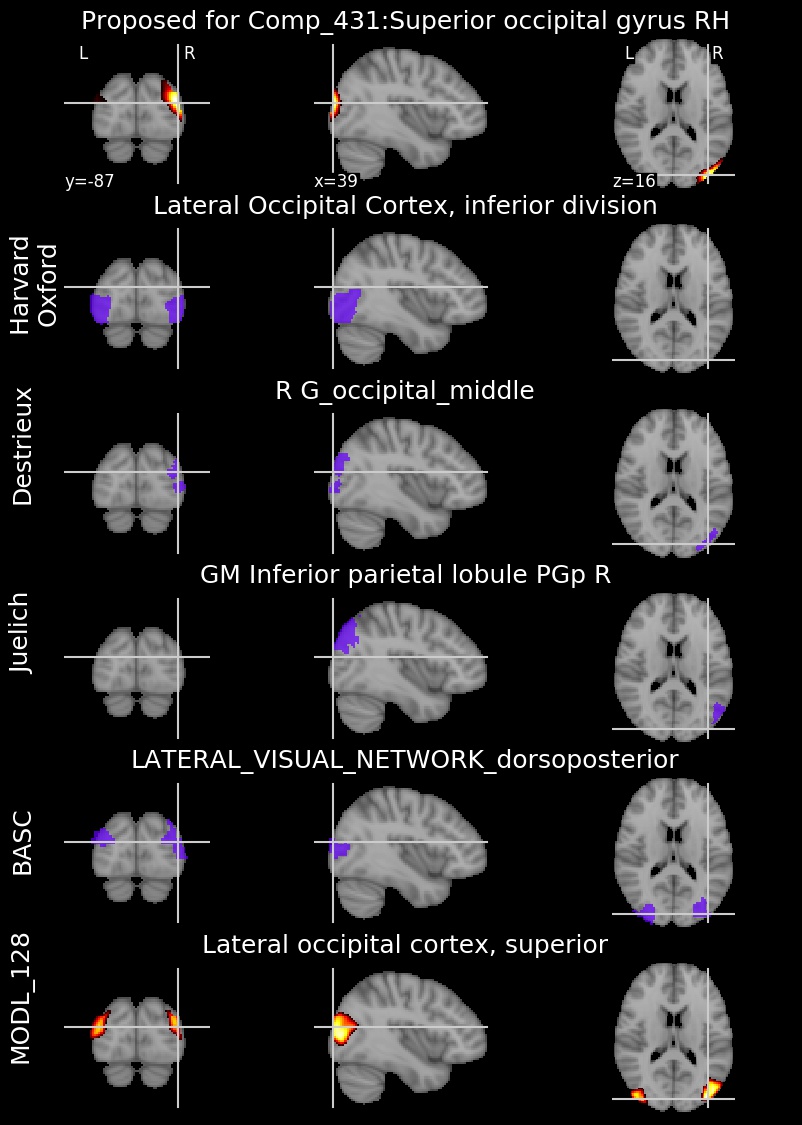 Proposed for Comp_431:Superior occipital gyrus RH
L R L R
y=-87 x=39 z=16
Lateral Occipital Cortex, inferior division
Harvard
Oxford
R G_occipital_middle
Destrieux
GM Inferior parietal lobule PGp R
Juelich
LATERAL_VISUAL_NETWORK_dorsoposterior
BASC
Lateral occipital cortex, superior
MODL_128